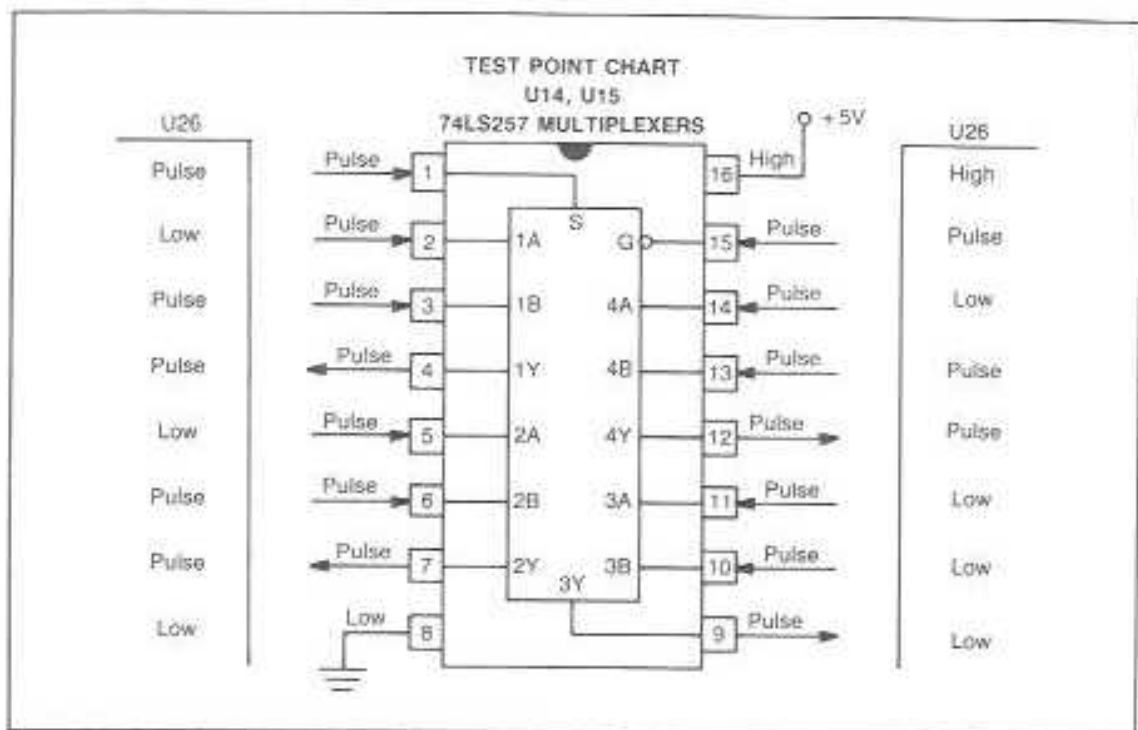 TEST POINT CHART
U14, U15
74LS257 MULTIPLEXERS
+5V
U26
U26
Pulse Pulse 1 S 16 High High
Low Pulse 2 1A G 15 Pulse Pulse
Pulse Pulse 3 1B 4A 14 Pulse Low
Pulse Pulse 4 1Y 4B 13 Pulse Pulse
Low Pulse 5 2A 4Y 12 Pulse Pulse
Pulse Pulse 6 2B 3A 11 Pulse Low
Pulse Pulse 7 2Y 3B 10 Pulse Low
3Y
Low Low 8 9 Pulse Low